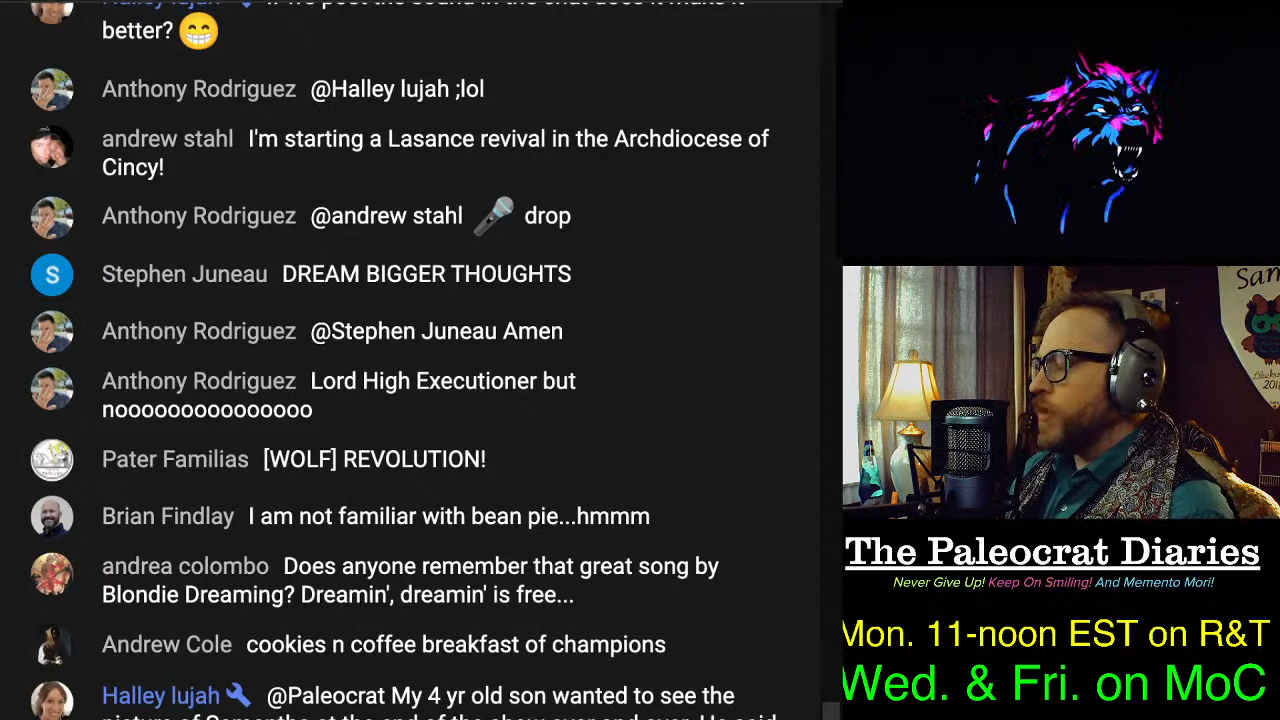 better? 😁
Anthony Rodriguez @Halley lujah ;lol
andrew stahl I'm starting a Lasance revival in the Archdiocese of
Cincy!
Anthony Rodriguez @andrew stahl 🎤 drop
S Stephen Juneau DREAM BIGGER THOUGHTS
Anthony Rodriguez @Stephen Juneau Amen
Anthony Rodriguez Lord High Executioner but
nooooooooooooooo
Pater Familias [WOLF] REVOLUTION!
Brian Findlay I am not familiar with bean pie...hmmm
andrea colombo Does anyone remember that great song by
Blondie Dreaming? Dreamin', dreamin' is free...
Andrew Cole cookies n coffee breakfast of champions
Halley lujah 🔧 @Paleocrat My 4 yr old son wanted to see the
The Paleocrat Diaries
Never Give Up! Keep On Smiling! And Memento Mori!
Mon. 11-noon EST on R&T
Wed. & Fri. on MoC